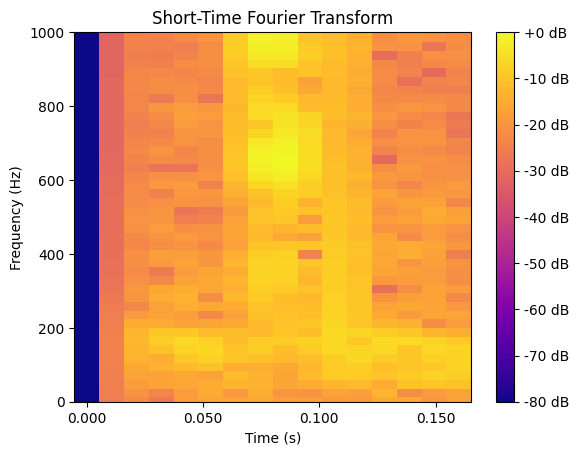 Short-Time Fourier Transform
1000
800
600
400
200
0
Frequency (Hz)
0.000
0.050
0.100
0.150
Time (s)
+0 dB
-10 dB
-20 dB
-30 dB
-40 dB
-50 dB
-60 dB
-70 dB
-80 dB